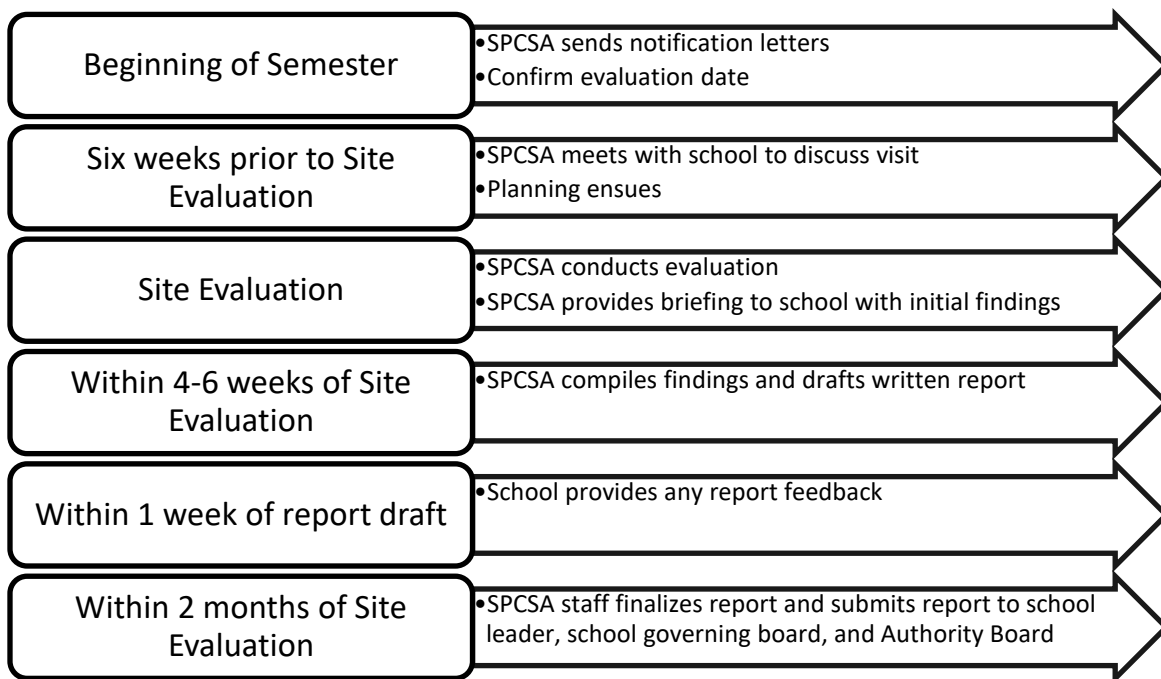 Beginning of Semester
•SPCSA sends notification letters
•Confirm evaluation date
Six weeks prior to Site
Evaluation
•SPCSA meets with school to discuss visit
•Planning ensues
Site Evaluation
•SPCSA conducts evaluation
•SPCSA provides briefing to school with initial findings
Within 4-6 weeks of Site
Evaluation
•SPCSA compiles findings and drafts written report
Within 1 week of report draft
•School provides any report feedback
Within 2 months of Site
Evaluation
•SPCSA staff finalizes report and submits report to school
leader, school governing board, and Authority Board